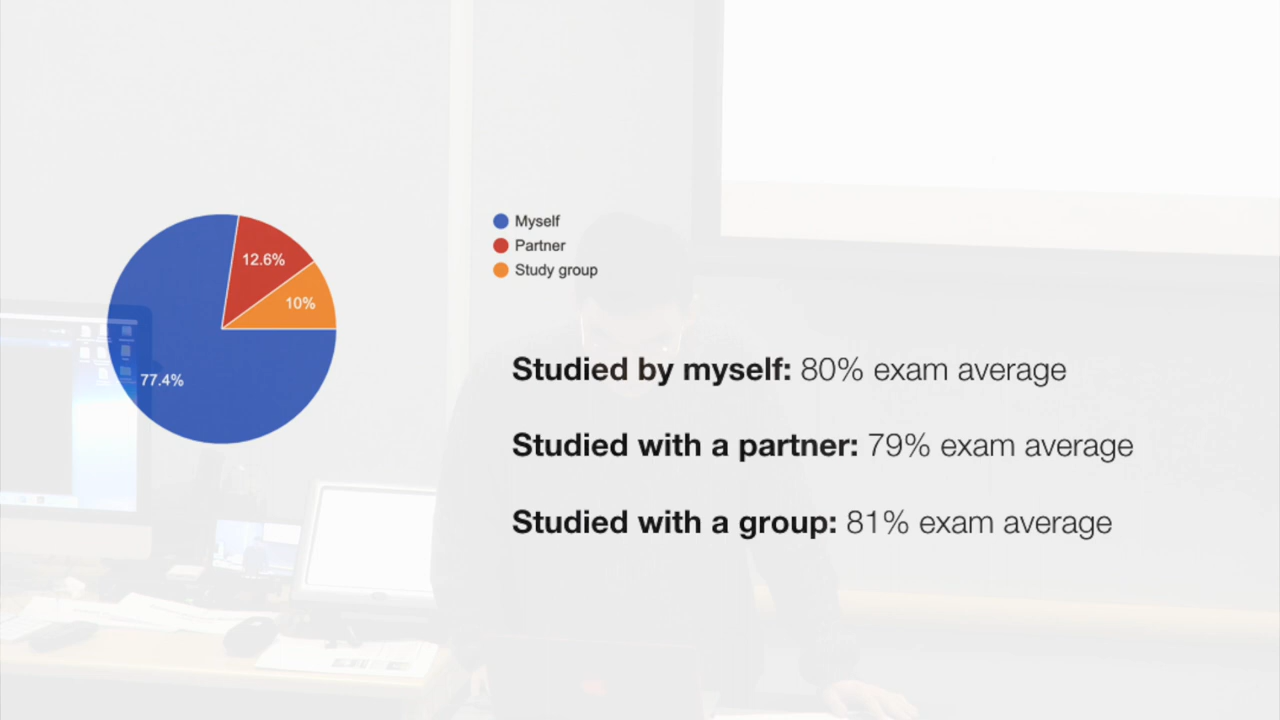 Myself
Partner
Study group
12.6%
10%
77.4%
Studied by myself: 80% exam average
Studied with a partner: 79% exam average
Studied with a group: 81% exam average